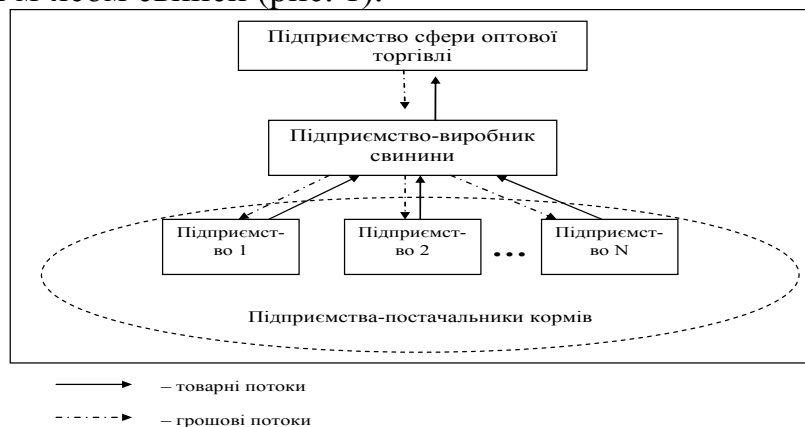 свиней (рис. 1).
Підприємство сфери оптової
торгівлі
Підприємство-виробник
свинини
Підприємст-
во 1
Підприємст-
во 2
...
Підприємст-
во N
Підприємства-постачальники кормів
– товарні потоки
– грошові потоки